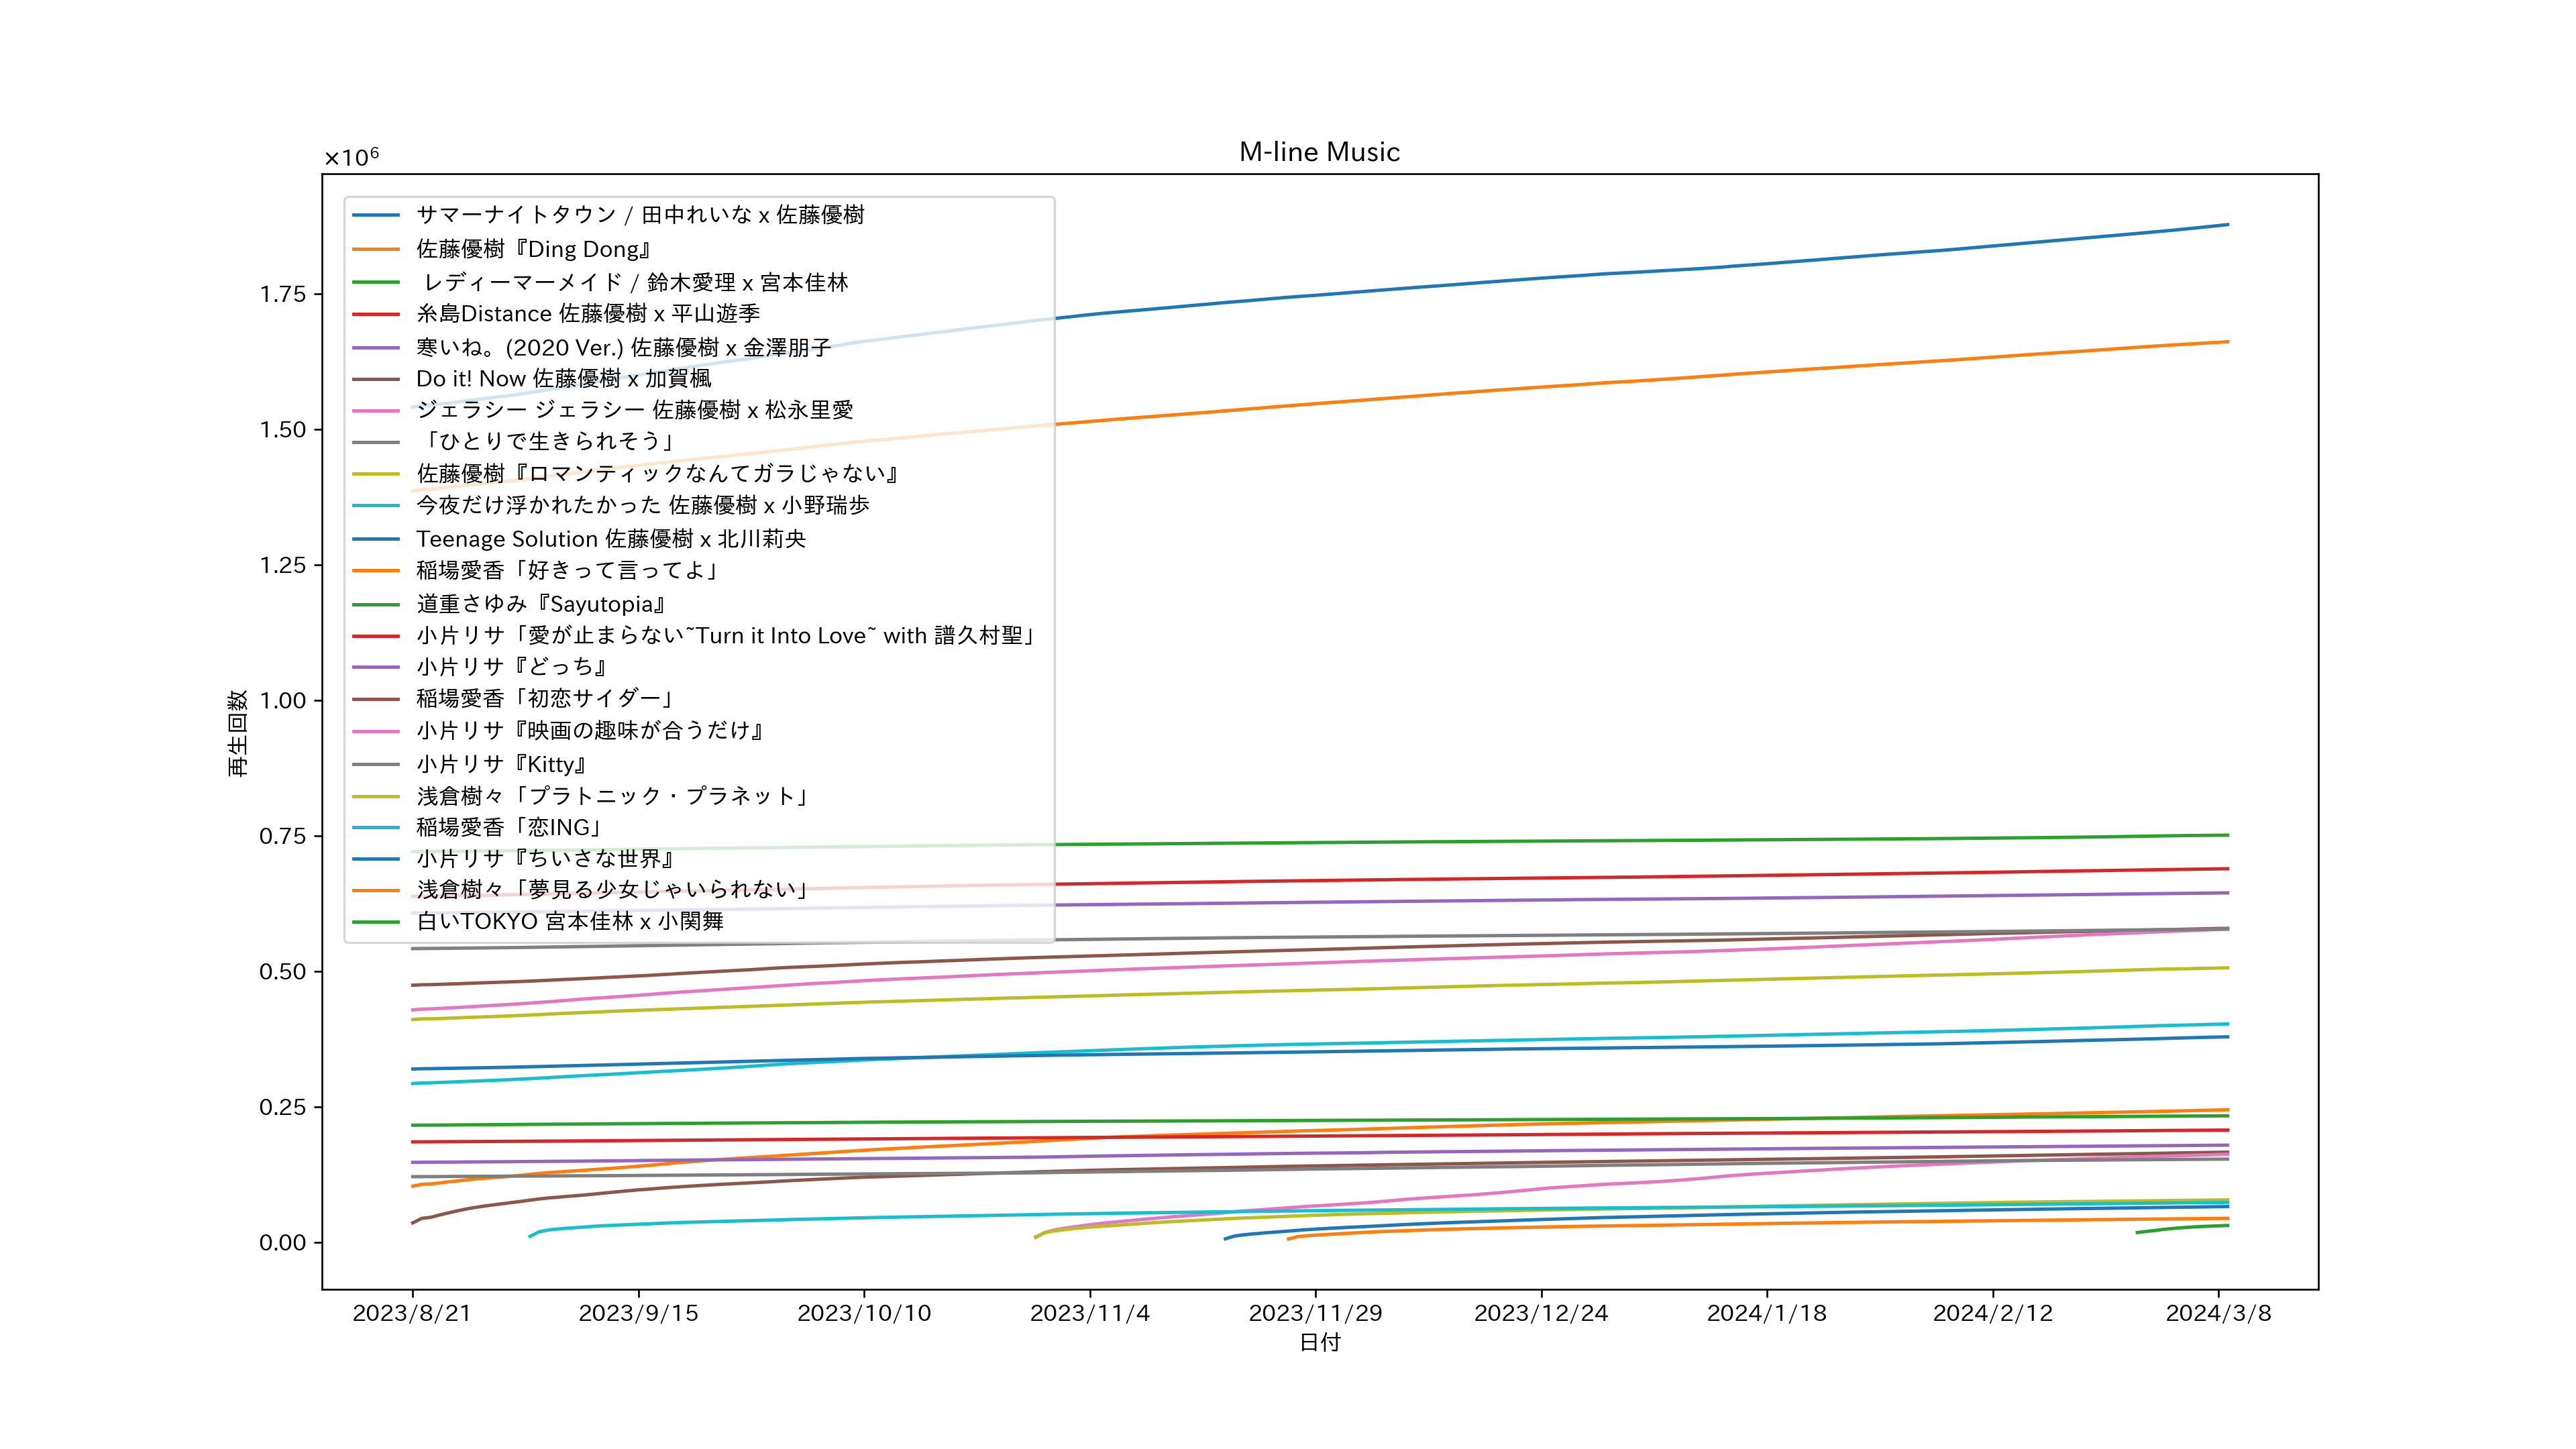 M-line Music
×10⁶
サマーナイトタウン / 田中れいな x 佐藤優樹
佐藤優樹『Ding Dong』
レディーマーメイド / 鈴木愛理 x 宮本佳林
糸島Distance 佐藤優樹 x 平山遊季
寒いね。(2020 Ver.) 佐藤優樹 x 金澤朋子
Do it! Now 佐藤優樹 x 加賀楓
ジェラシー ジェラシー 佐藤優樹 x 松永里愛
「ひとりで生きられそう」
佐藤優樹『ロマンティックなんてガラじゃない』
今夜だけ浮かれたかった 佐藤優樹 x 小野瑞歩
Teenage Solution 佐藤優樹 x 北川莉央
稲場愛香「好きって言ってよ」
道重さゆみ『Sayutopia』
小片リサ「愛が止まらない~Turn it Into Love~ with 譜久村聖」
小片リサ『どっち』
稲場愛香「初恋サイダー」
小片リサ『映画の趣味が合うだけ』
小片リサ『Kitty』
浅倉樹々「プラトニック・プラネット」
稲場愛香「恋ING」
小片リサ『ちいさな世界』
浅倉樹々「夢見る少女じゃいられない」
白いTOKYO 宮本佳林 x 小関舞
1.75
1.50
1.25
1.00
0.75
0.50
0.25
0.00
再生回数
2023/8/21
2023/9/15
2023/10/10
2023/11/4
2023/11/29
2023/12/24
2024/1/18
2024/2/12
2024/3/8
日付